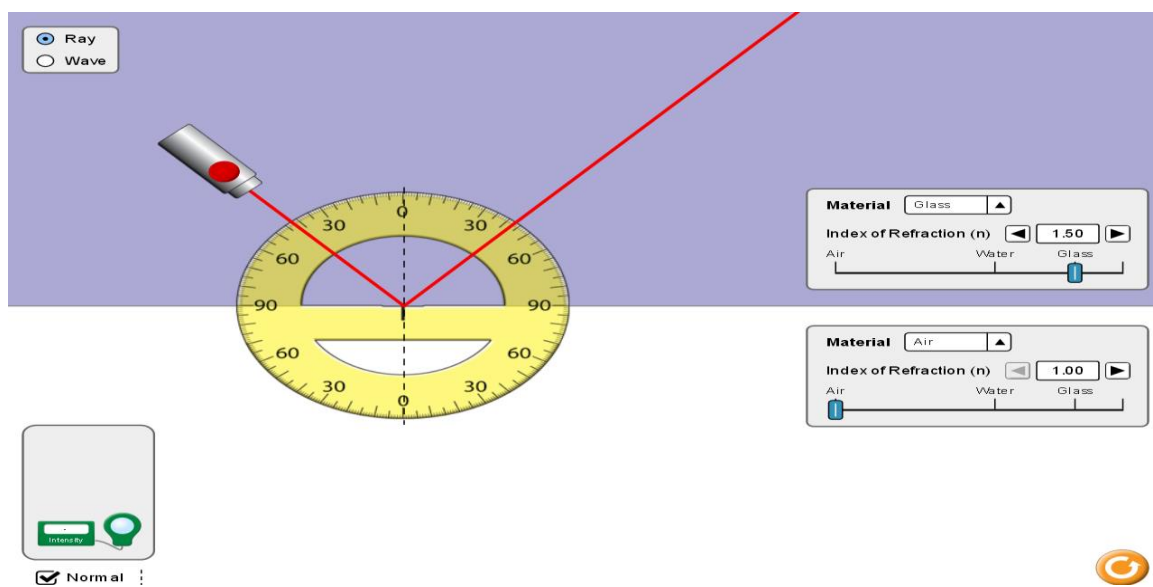 Ray
Wave
0
30
30
60
60
90
90
60
60
30
30
0
Material Glass
Index of Refraction (n) 1.50
Air Water Glass
Material Air
Index of Refraction (n) 1.00
Air Water Glass
-
Intensity
Normal